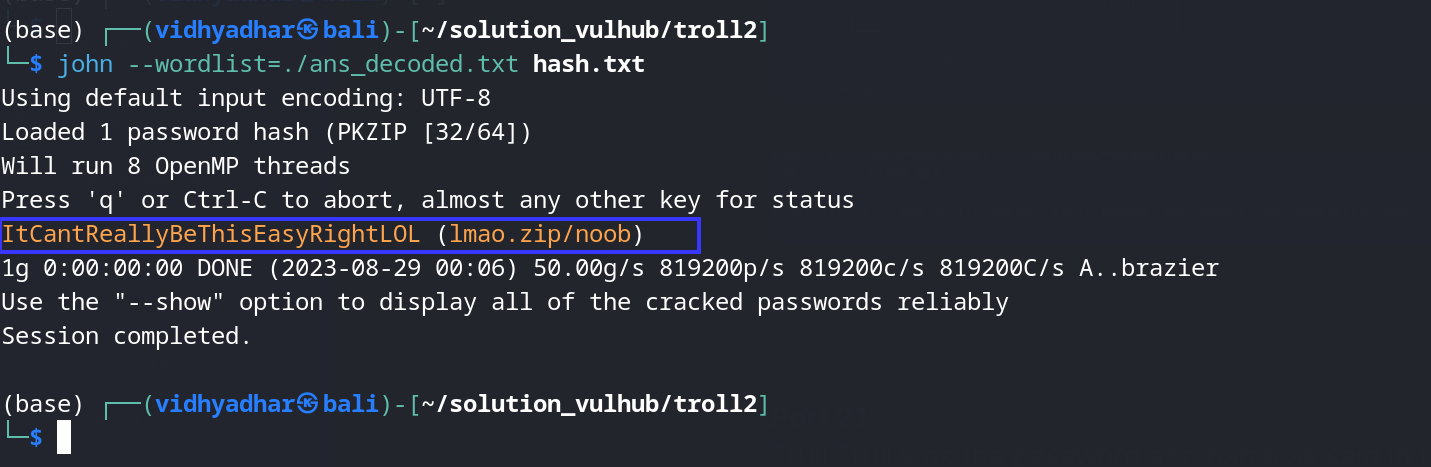 (base) ┌──(vidhyadhar㉿bali)-[~/solution_vulhub/troll2]
└─$ john --wordlist=./ans_decoded.txt hash.txt
Using default input encoding: UTF-8
Loaded 1 password hash (PKZIP [32/64])
Will run 8 OpenMP threads
Press 'q' or Ctrl-C to abort, almost any other key for status
ItCantReallyBeThisEasyRightLOL (lmao.zip/noob)
1g 0:00:00:00 DONE (2023-08-29 00:06) 50.00g/s 819200p/s 819200c/s 819200C/s A..brazier
Use the "--show" option to display all of the cracked passwords reliably
Session completed.
(base) ┌──(vidhyadhar㉿bali)-[~/solution_vulhub/troll2]
└─$